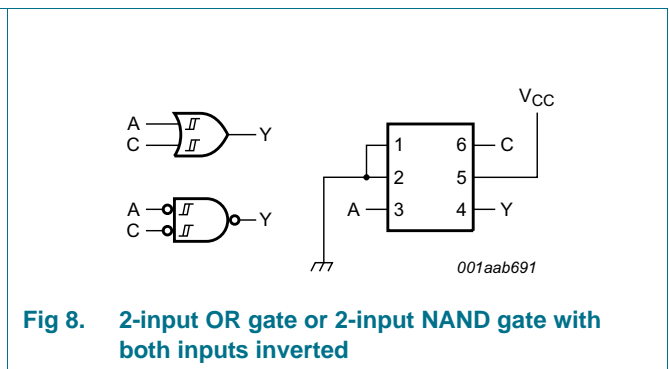 V_CC
A
C
Y
1 6 C
2 5
A 3 4 Y
A
C
Y
001aab691
Fig 8. 2-input OR gate or 2-input NAND gate with
both inputs inverted